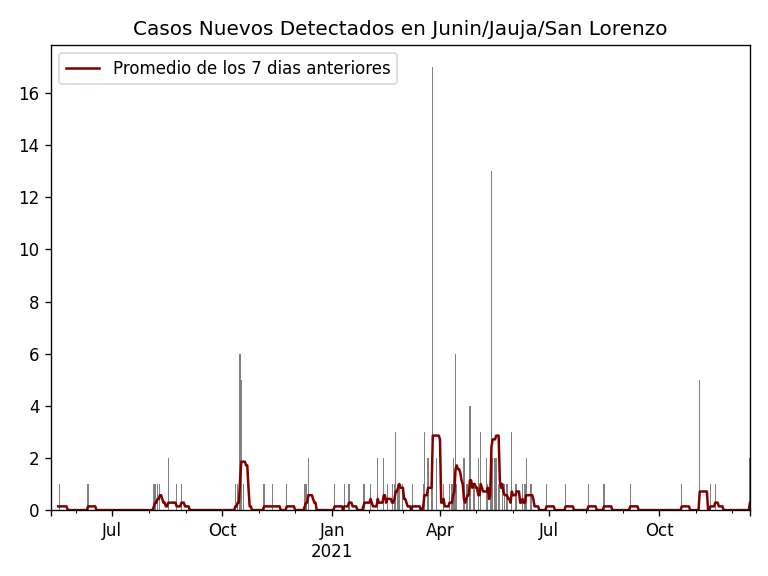 Casos Nuevos Detectados en Junin/Jauja/San Lorenzo
Promedio de los 7 dias anteriores
16
14
12
10
8
6
4
2
0
Jul
Oct
Jan
Apr
Jul
Oct
2021